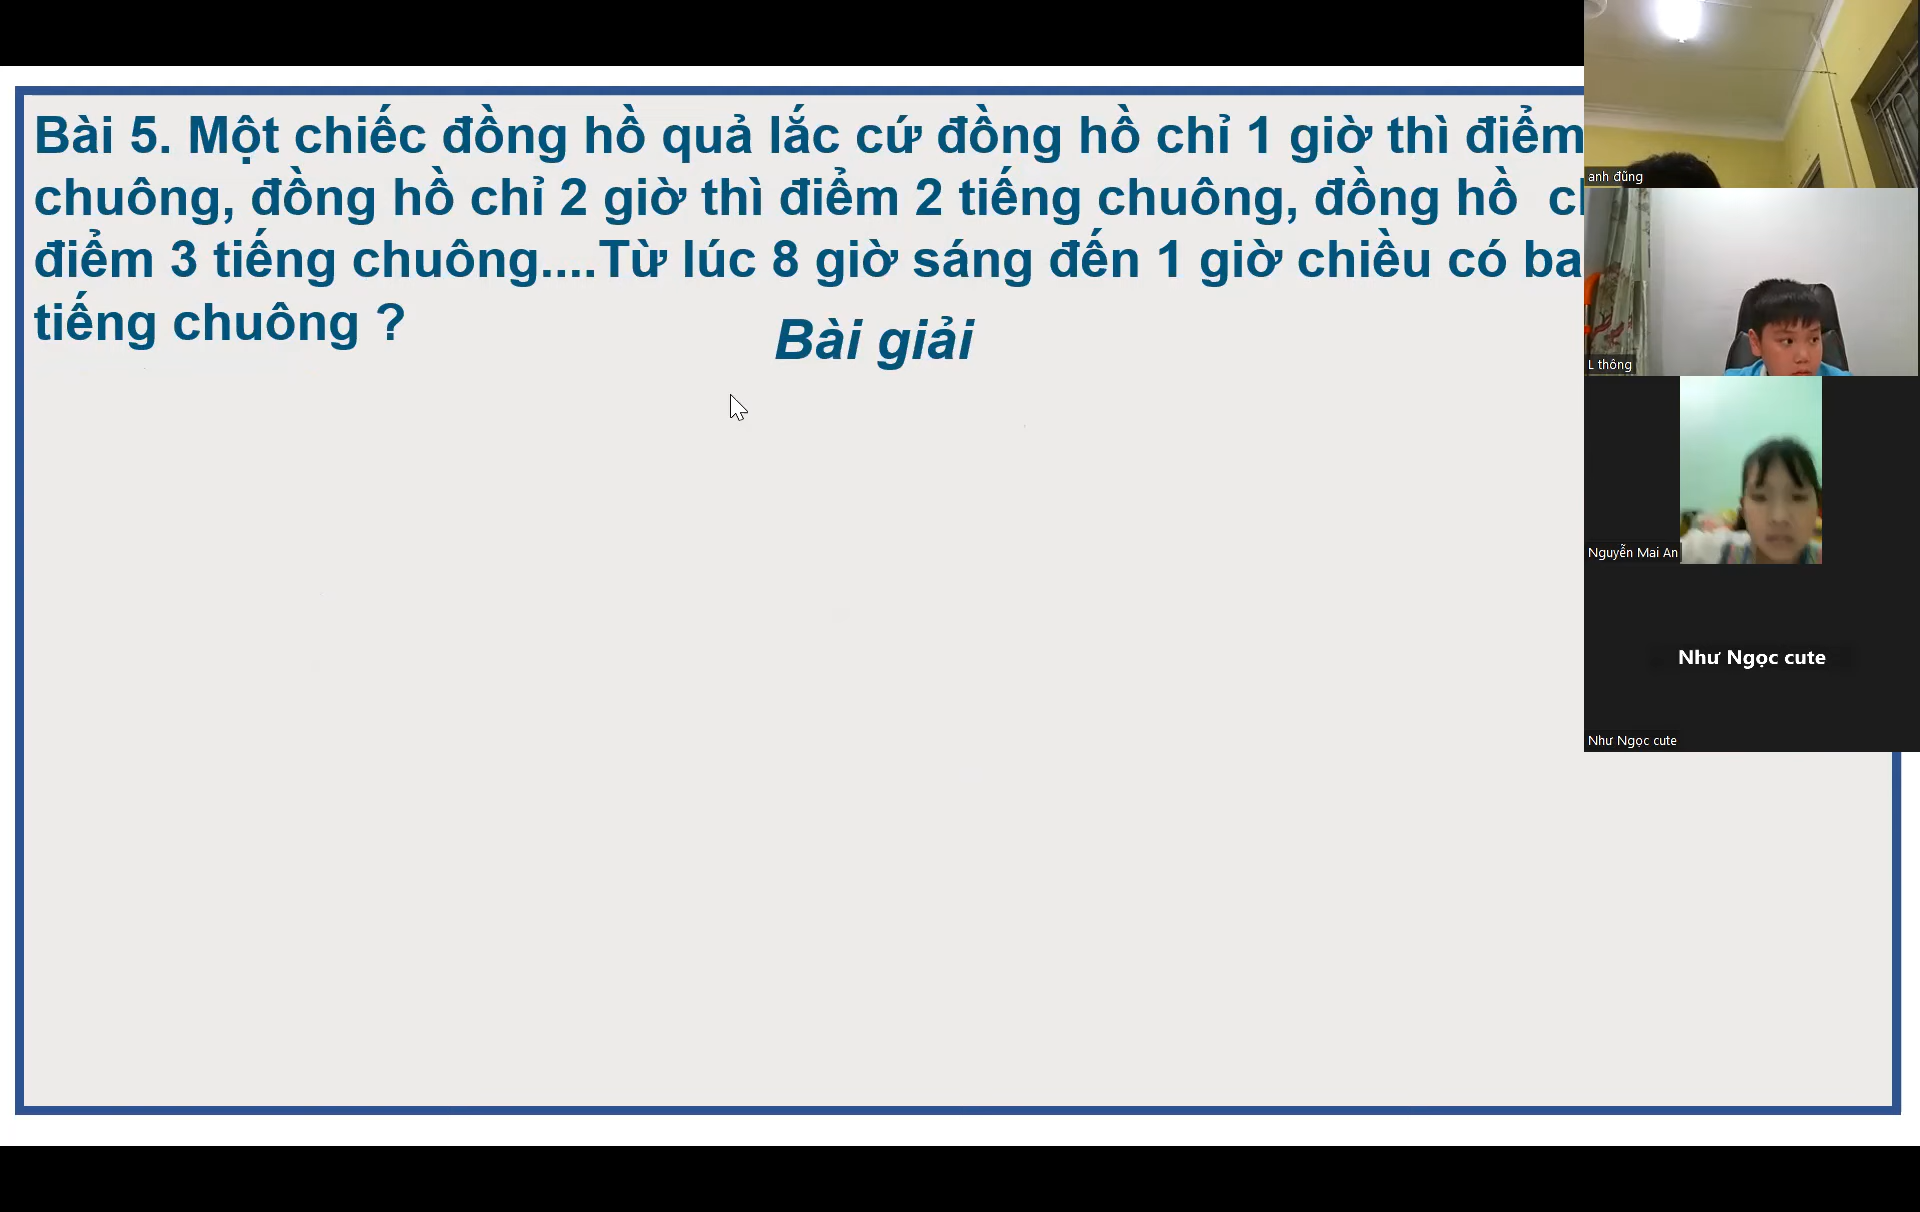 Bài 5. Một chiếc đồng hồ quả lắc cứ đồng hồ chỉ 1 giờ thì điểm
chuông, đồng hồ chỉ 2 giờ thì điểm 2 tiếng chuông, đồng hồ
điểm 3 tiếng chuông....Từ lúc 8 giờ sáng đến 1 giờ chiều có ba
tiếng chuông ?
Bài giải
anh đũng
L thông
Nguyễn Mai An
Như Ngọc cute
Như Ngọc cute